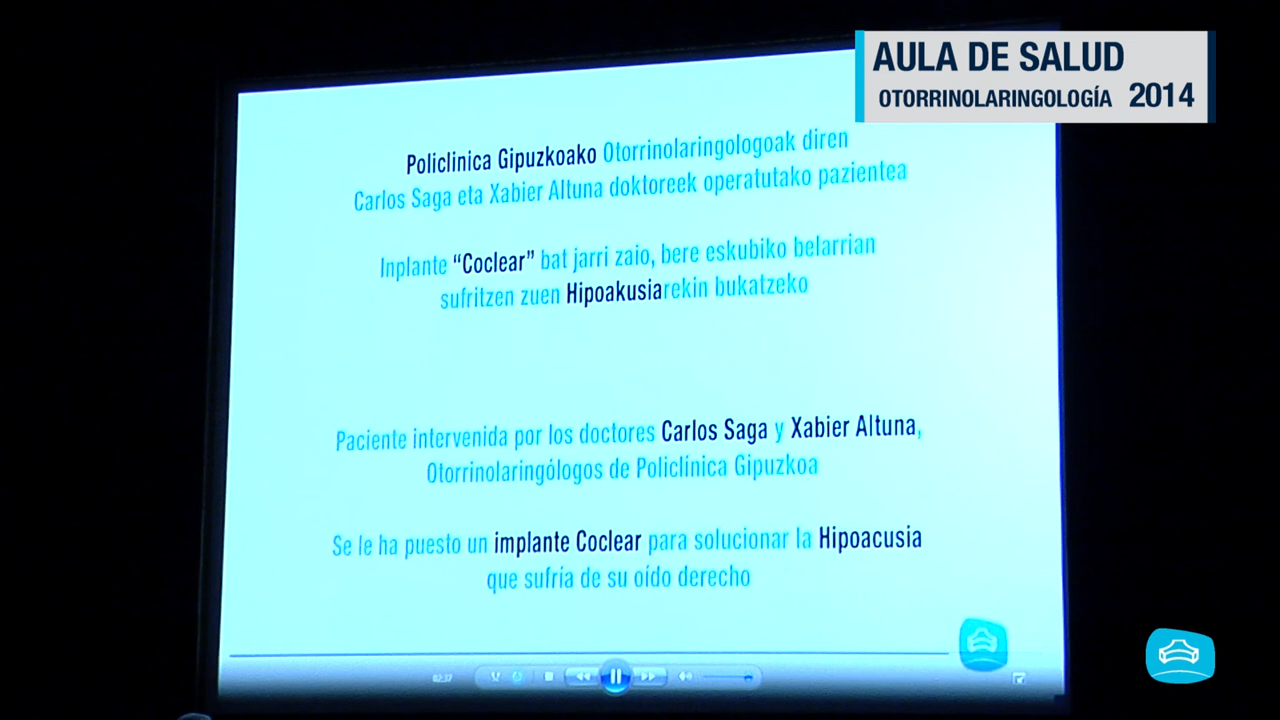 AULA DE SALUD
OTORRINOLARINGOLOGÍA 2014
Policlinica Gipuzkoako Otorrinolaringologoak diren
Carlos Saga eta Xabier Altuna doktoreek operatutako pazientea
Inplante “Coclear” bat jarri zaio, bere eskubiko belarrian
sufritzen zuen Hipoakusiarekin bukatzeko
Paciente intervenida por los doctores Carlos Saga y Xabier Altuna,
Otorrinolaringólogos de Policlinica Gipuzkoa
Se le ha puesto un implante Coclear para solucionar la Hipoacusia
que sufría de su oído derecho
02:37